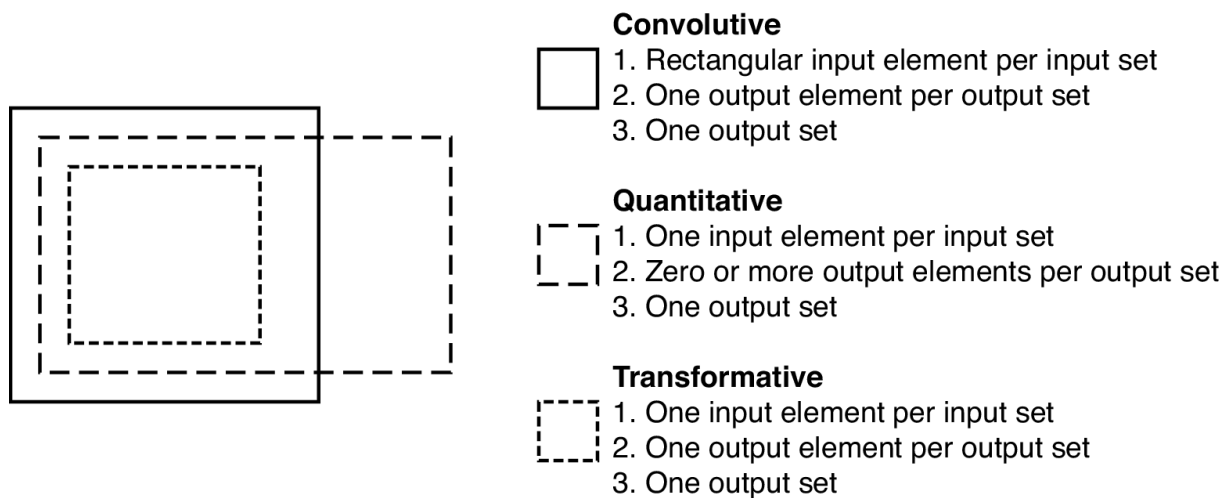 Convolutive
1. Rectangular input element per input set
2. One output element per output set
3. One output set
Quantitative
1. One input element per input set
2. Zero or more output elements per output set
3. One output set
Transformative
1. One input element per input set
2. One output element per output set
3. One output set